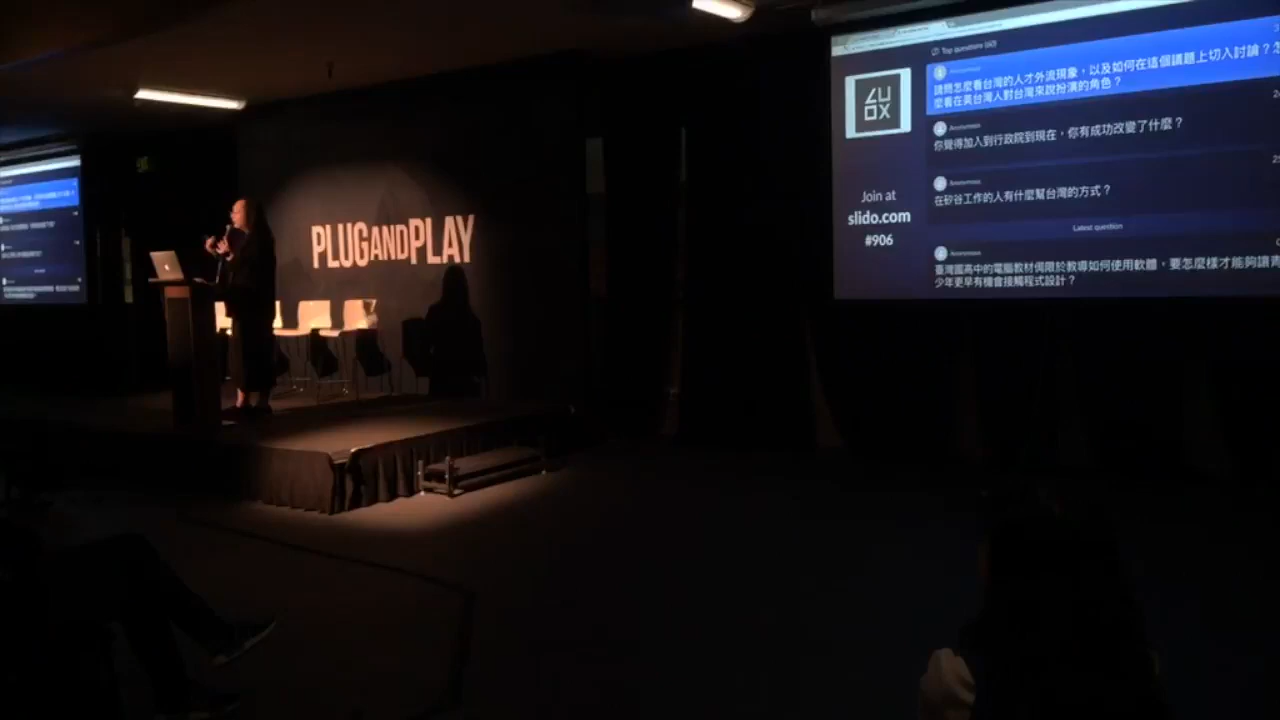 PLUGANDPLAY
Join at
slido.com
#906
Top questions (60)
Anonymous
請問怎麼看台灣的人才外流現象,以及如何在這個議題上切入討論?
麼看在美台灣人對台灣來說扮演的角色?
Anonymous
你覺得加入到行政院到現在,你有成功改變了什麼?
Anonymous
在矽谷工作的人有什麼幫台灣的方式?
Latest question
Anonymous
臺灣國高中的電腦教材侷限於教導如何使用軟體,要怎麼樣才能夠讓青
少年更早有機會接觸程式設計?